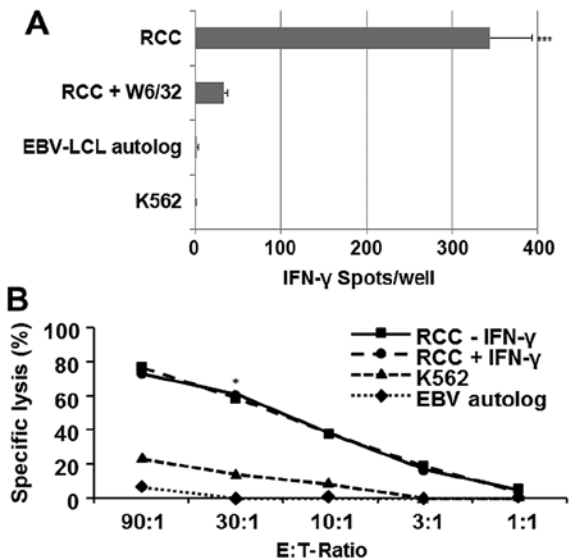 A
RCC
***
RCC + W6/32
EBV-LCL autolog
K562
0 100 200 300 400
IFN-γ Spots/well
B
Specific lysis (%)
100
80
60
40
20
0
*
RCC - IFN-γ
RCC + IFN-γ
K562
EBV autolog
90:1 30:1 10:1 3:1 1:1
E:T-Ratio